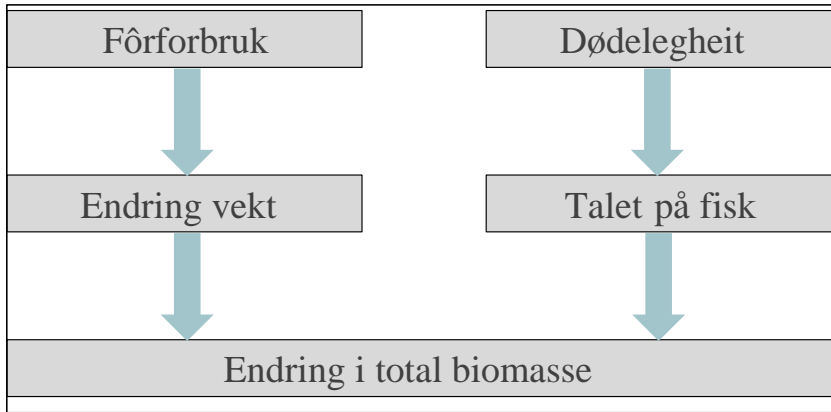 Fôrforbruk
Dødelegheit
Endring vekt
Talet på fisk
Endring i total biomasse